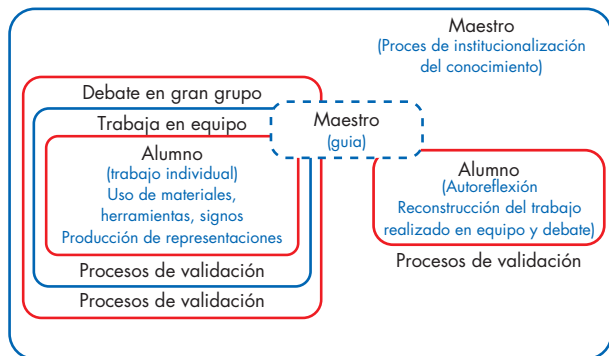 Maestro
(Proces de institucionalización
del conocimiento)
Debate en gran grupo
Trabaja en equipo
Maestro
(guia)
Alumno
(trabajo individual)
Uso de materiales,
herramientas, signos
Producción de representaciones
Procesos de validación
Procesos de validación
Alumno
(Autoreflexión
Reconstrucción del trabajo
realizado en equipo y debate)
Procesos de validación